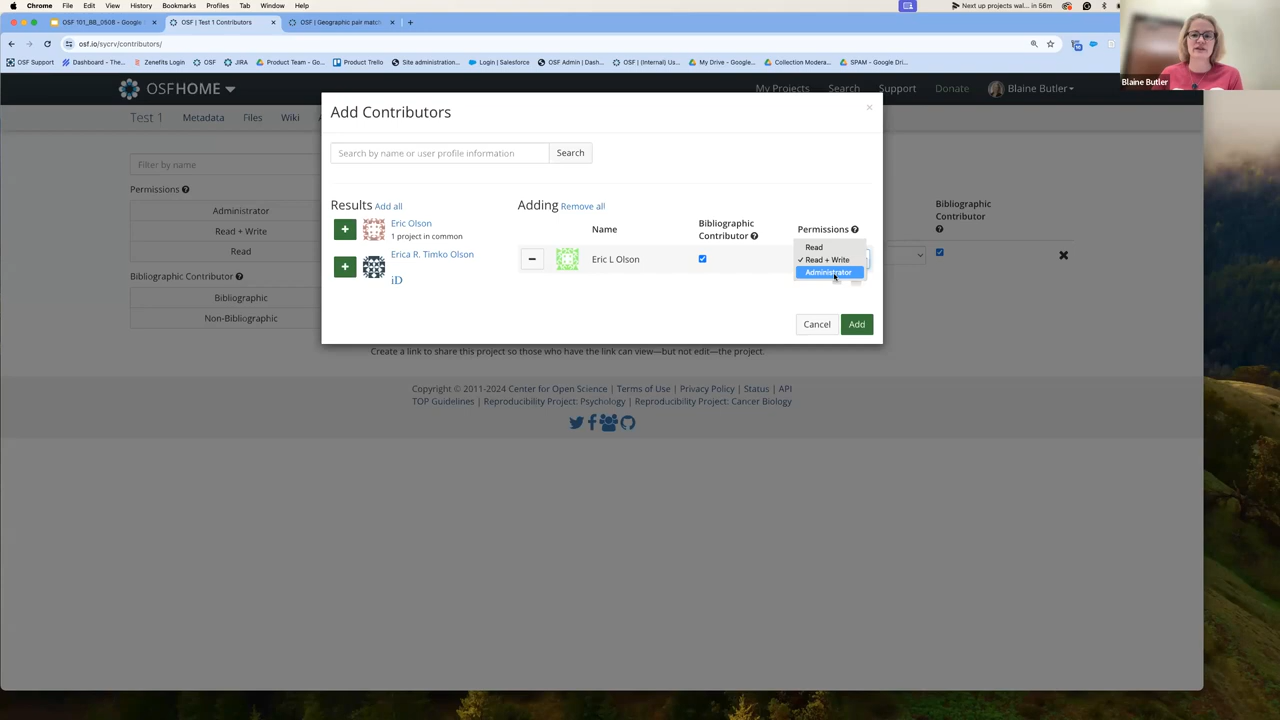 Chrome File Edit View History Bookmarks Profiles Tab Window Help Next up projects wal... in 56m
OSF 101_BB_0508 - Google OSF | Test 1 Contributors OSF | Geographic pair match
osf.io/sycrv/contributors/
OSF Support Dashboard - The... Zenefits Login OSF JIRA Product Team - Go... Product Trello Site administration... Login | Salesforce OSF Admin | Dash... OSF | (Internal) Us... My Drive - Google... Collection Modera... SPAM - Google Dri...
Blaine Butler
OSFHOME My Projects Search Support Donate Blaine Butler
Test 1 Metadata Files Wiki
Add Contributors ×
Filter by name
Search by name or user profile information Search
Permissions
Administrator
Read + Write
Read
Bibliographic Contributor
Bibliographic
Non-Bibliographic
Results Add all
Eric Olson
1 project in common
Erica R. Timko Olson
iD
Adding Remove all
Name Bibliographic Contributor Permissions
Eric L Olson
Read
✓ Read + Write
Administrator
Cancel Add
Bibliographic
Contributor
Create a link to share this project so those who have the link can view—but not edit—the project.
Copyright © 2011-2024 Center for Open Science | Terms of Use | Privacy Policy | Status | API
TOP Guidelines | Reproducibility Project: Psychology | Reproducibility Project: Cancer Biology